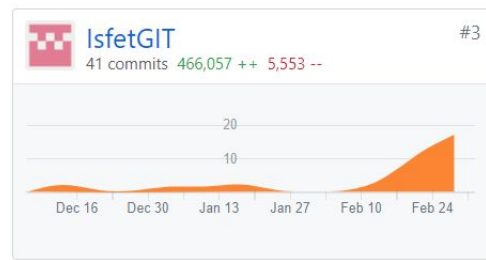 IsfetGIT #3
41 commits 466,057 ++ 5,553 --
20
10
Dec 16 Dec 30 Jan 13 Jan 27 Feb 10 Feb 24